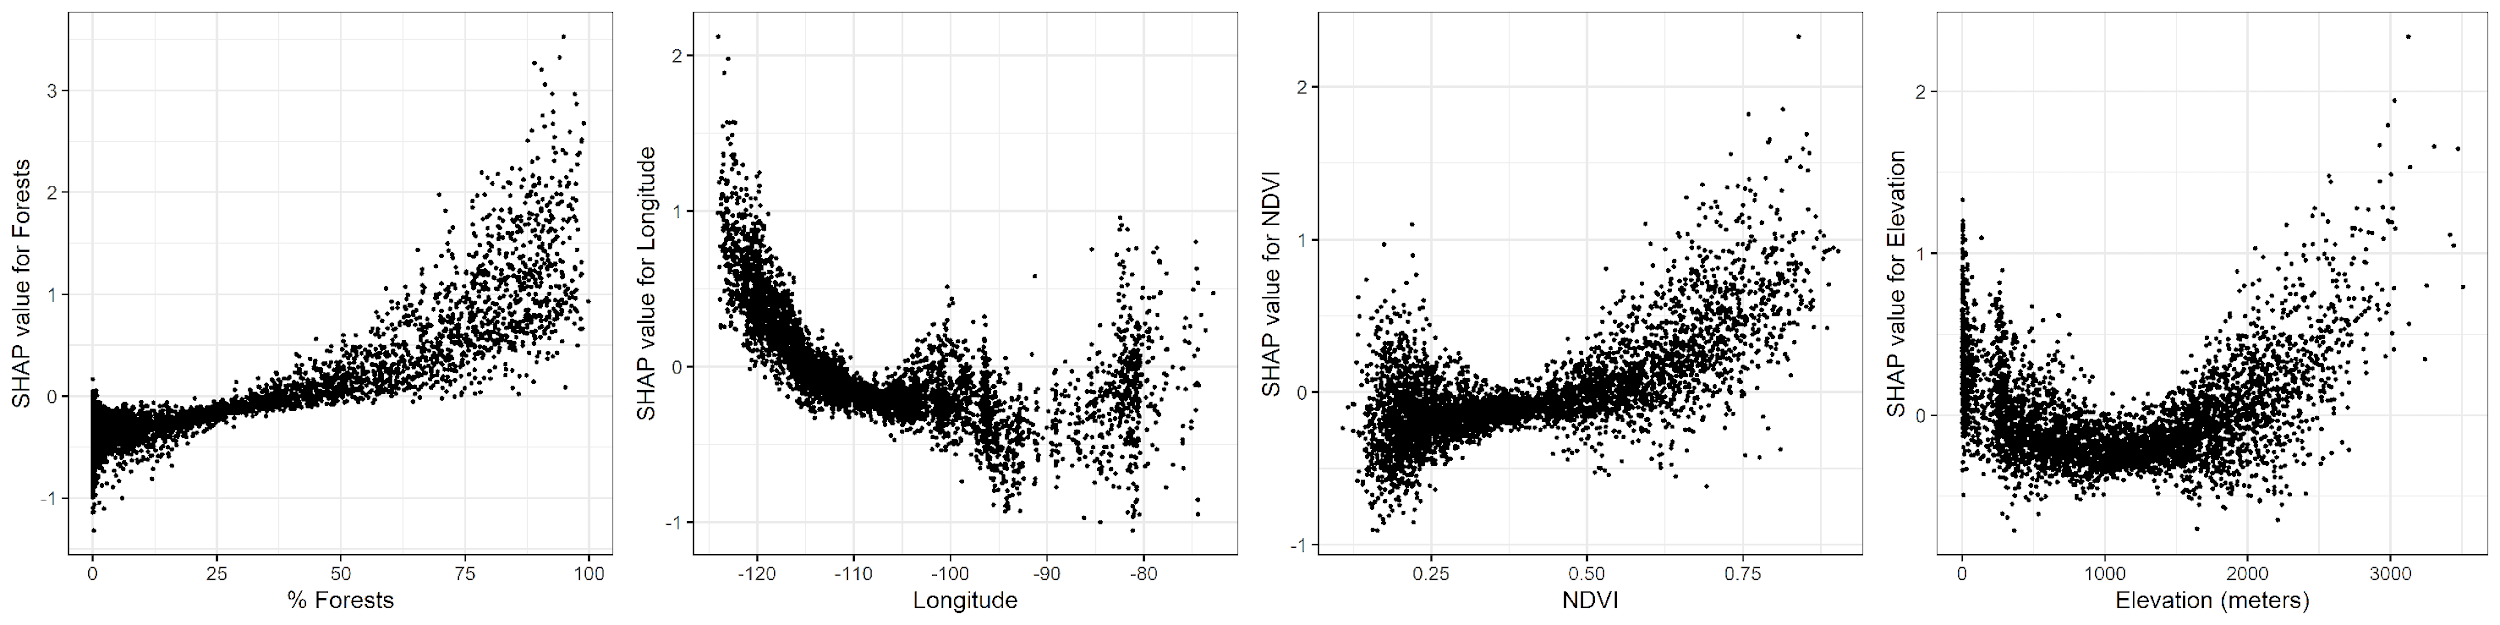 SHAP value for Forests
3
2
1
0
-1
0 25 50 75 100
% Forests
SHAP value for Longitude
2
1
0
-1
-120 -110 -100 -90 -80
Longitude
SHAP value for NDVI
2
1
0
-1
0.25 0.50 0.75
NDVI
SHAP value for Elevation
2
1
0
0 1000 2000 3000
Elevation (meters)